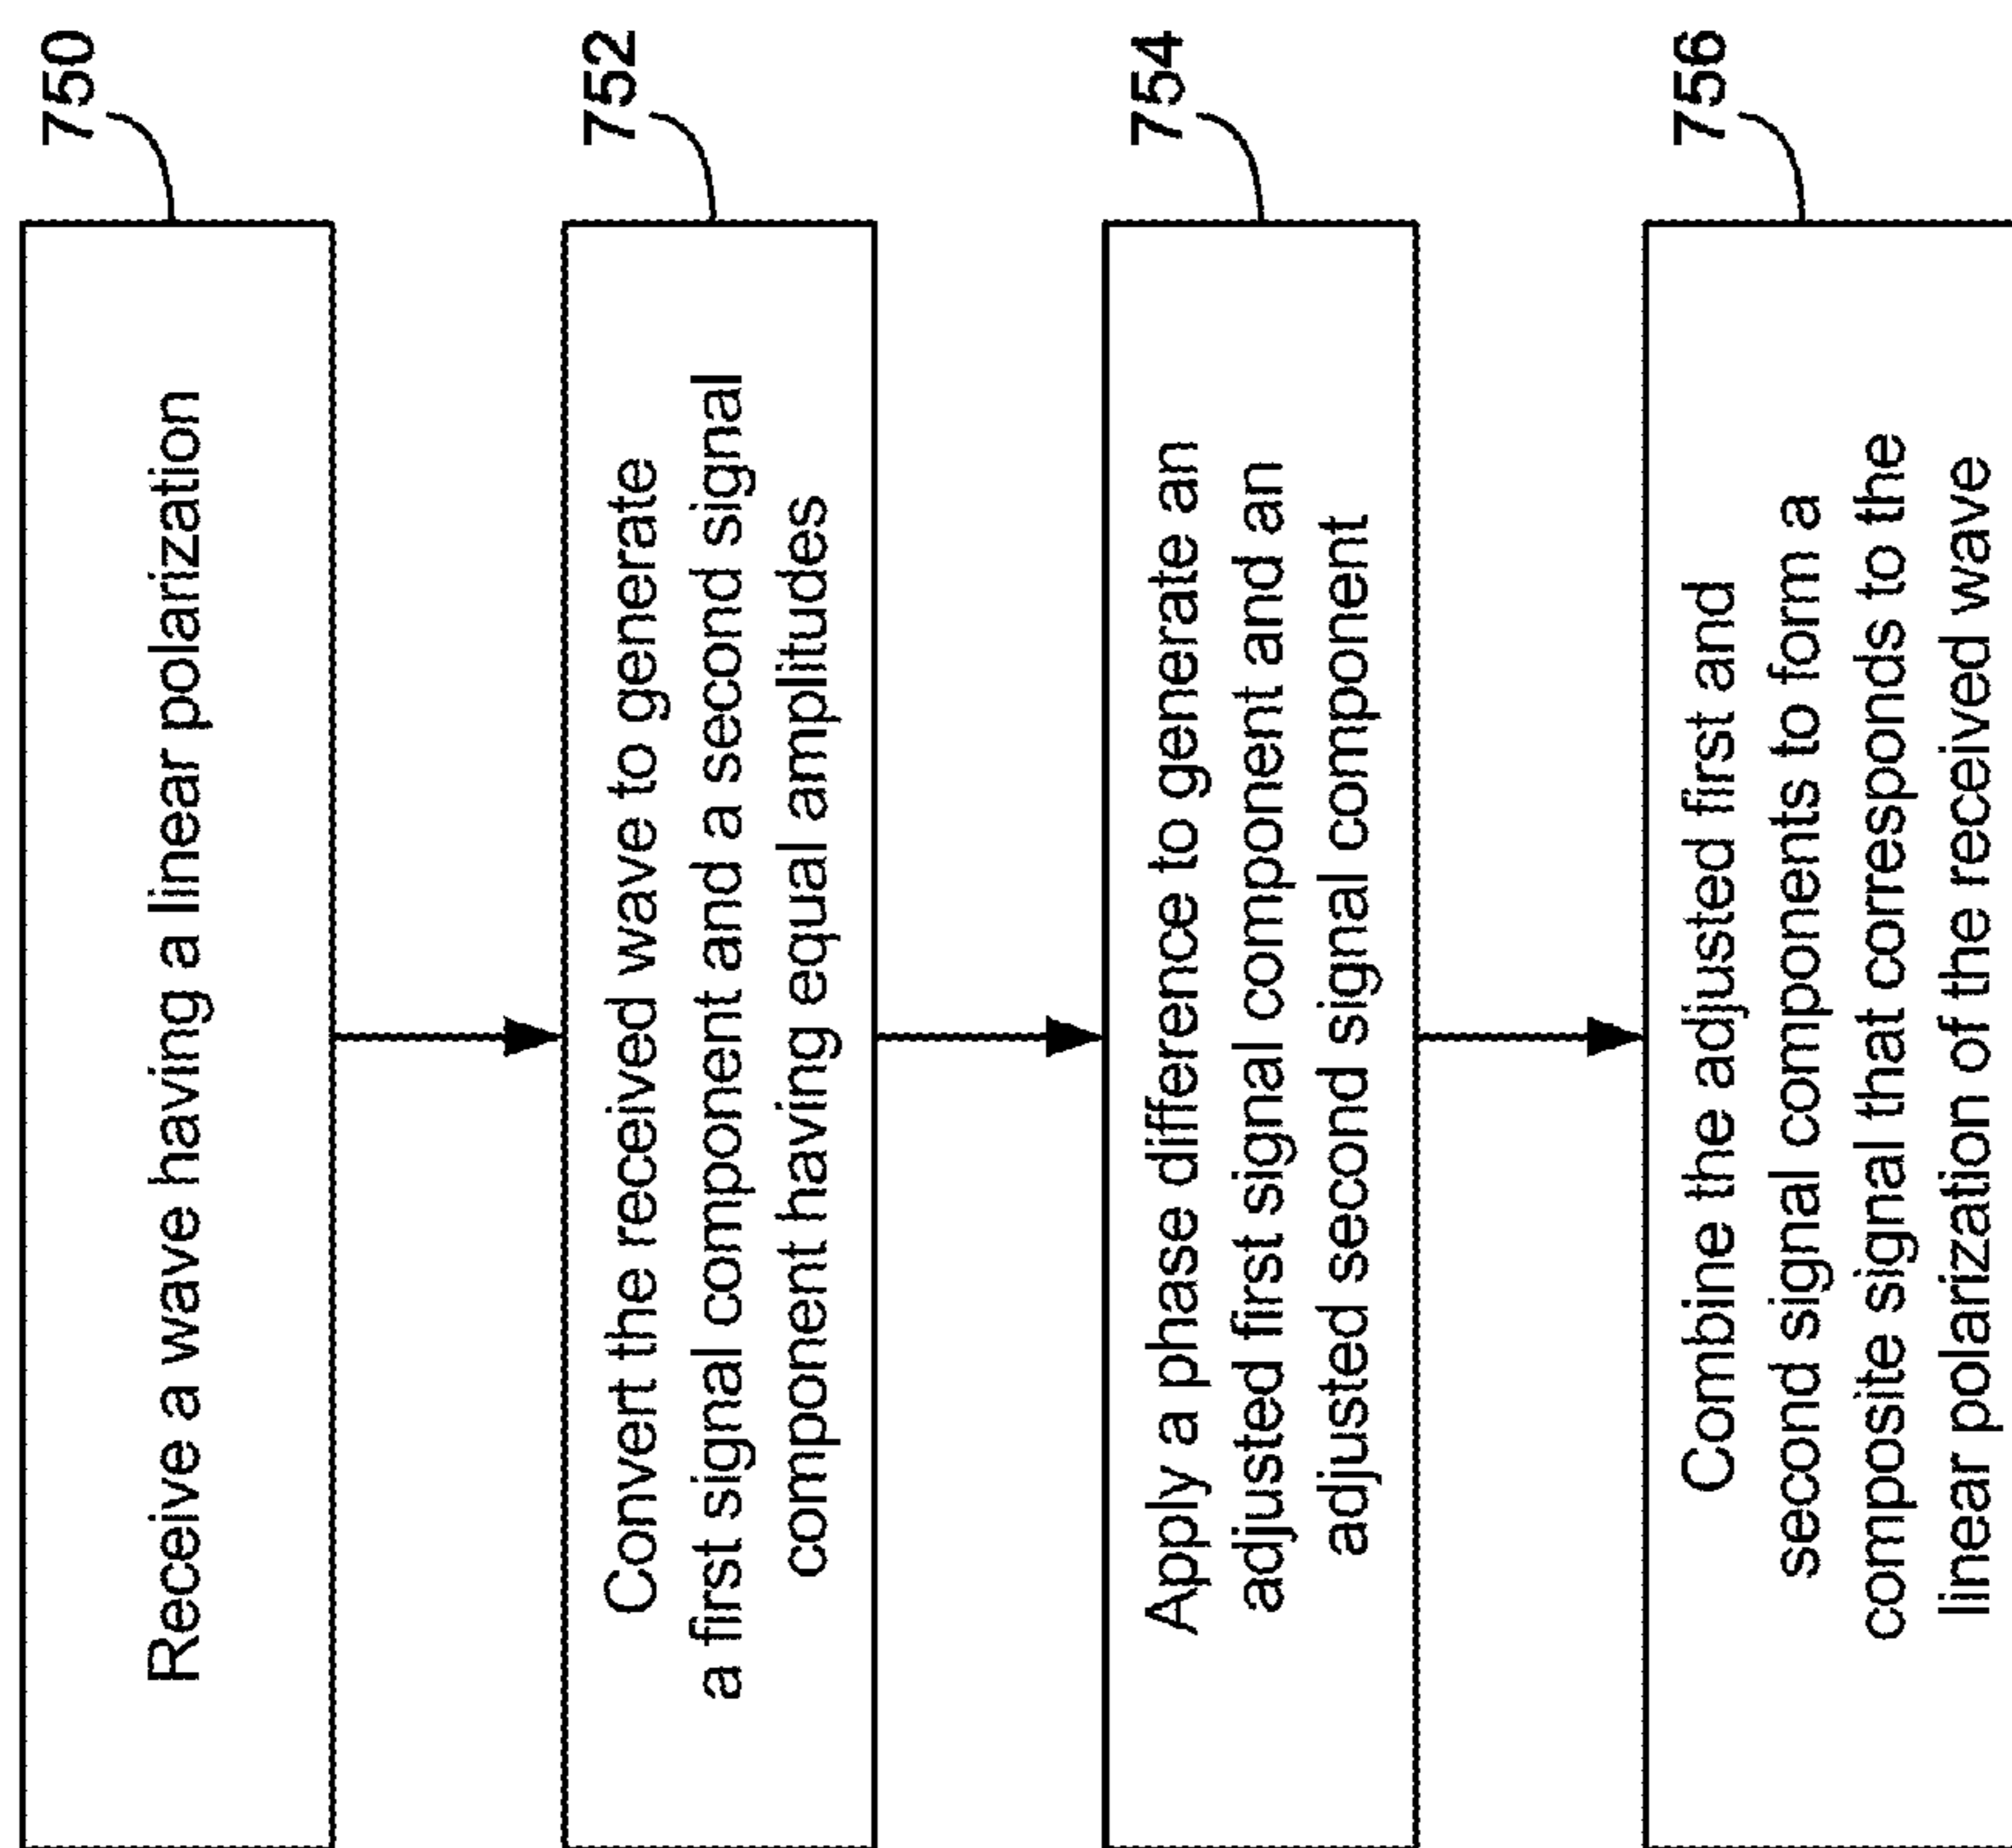 750
Receive a wave having a linear polarization
752
Convert the received wave to generate
a first signal component and a second signal
component having equal amplitudes
754
Apply a phase difference to generate an
adjusted first signal component and an
adjusted second signal component
756
Combine the adjusted first and
second signal components to form a
composite signal that corresponds to the
linear polarization of the received wave